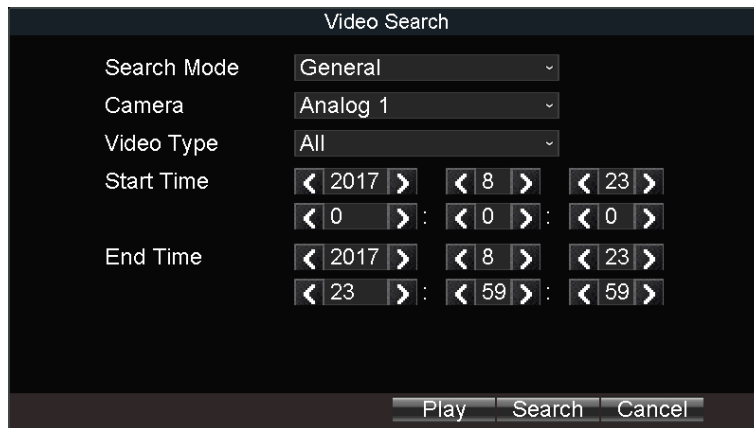 Video Search
Search Mode General
Camera Analog 1
Video Type All
Start Time 2017 8 23
0 : 0 : 0
End Time 2017 8 23
23 : 59 : 59
Play Search Cancel